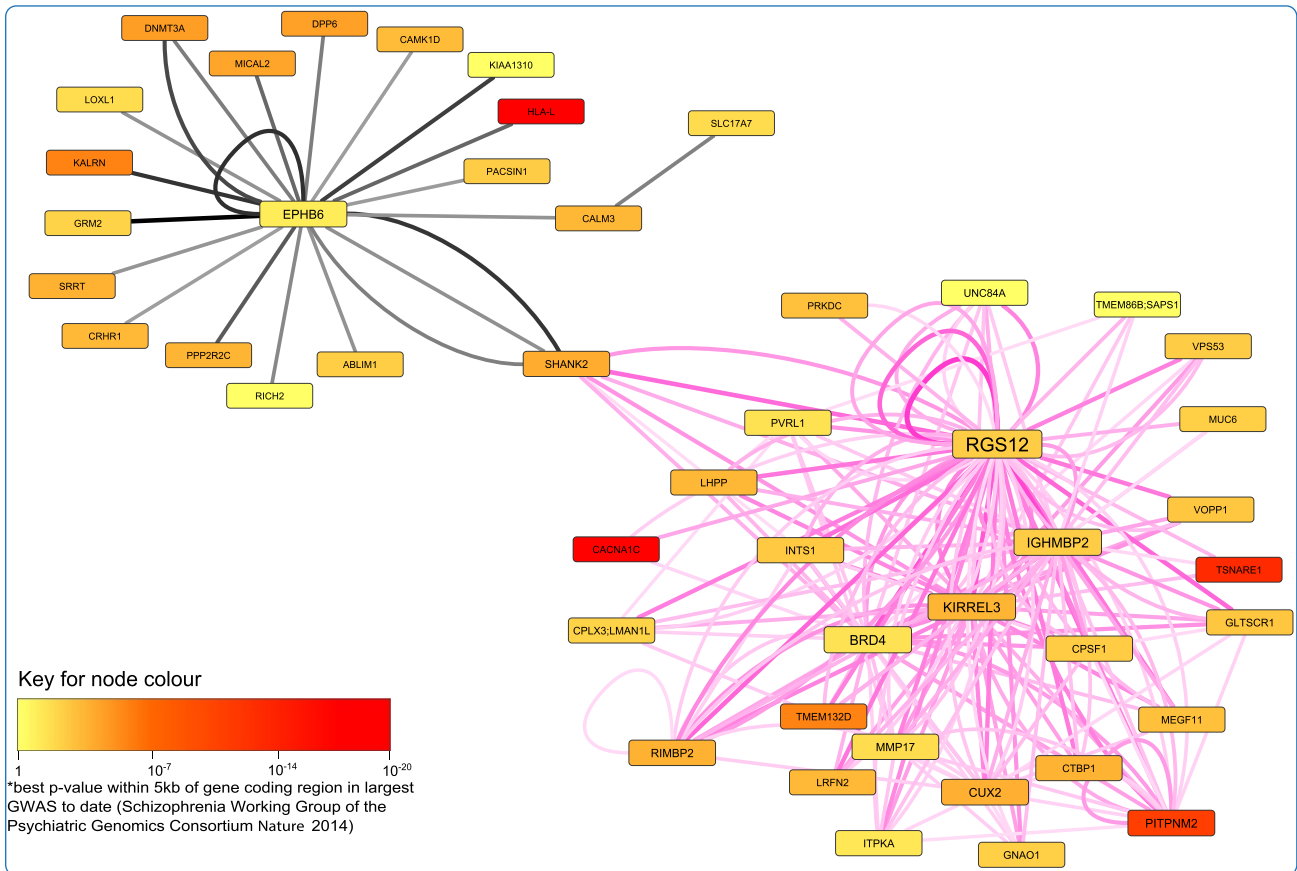 DNMT3A
DPP6
CAMK1D
MICAL2
KIAA1310
LOXL1
HLA-L
SLC17A7
KALRN
PACSIN1
GRM2
EPHB6
CALM3
SRRT
CRHR1
PPP2R2C
ABLIM1
RICH2
SHANK2
UNC84A
PRKDC
TMEM86B;SAPS1
VPS53
PVRL1
MUC6
RGS12
LHPP
VOPP1
CACNA1C
INTS1
IGHMBP2
TSNARE1
KIRREL3
CPLX3;LMAN1L
GLTSCR1
BRD4
CPSF1
TMEM132D
MEGF11
RIMBP2
MMP17
LRFN2
CTBP1
CUX2
PITPNM2
ITPKA
GNAO1
Key for node colour
1 10-7 10-14 10-20
*best p-value within 5kb of gene coding region in largest
GWAS to date (Schizophrenia Working Group of the
Psychiatric Genomics Consortium Nature 2014)